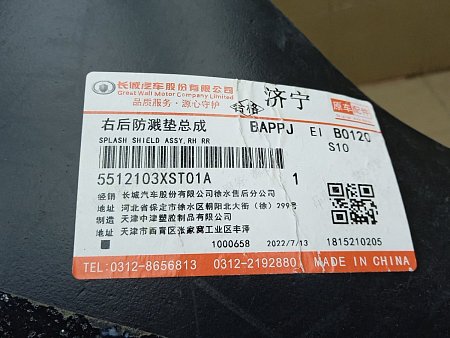 长城汽车股份有限公司
Great Wall Motor Company Limited
品质服务·源心守护
合格
济宁
原车配件
右后防溅垫总成
BAPPJ EI B0120
SPLASH SHIELD ASSY,RH RR
S10
5512103XST01A 1
经销 长城汽车股份有限公司徐水售后分公司
地址 河北省保定市徐水区朝阳北大街(徐)299号
制造 天津中津塑胶制品有限公司
地址 天津市西青区张家窝工业区丰泽
1000658 2022/7/13 1815210205
TEL:0312-8656813 0312-2192880 MADE IN CHINA